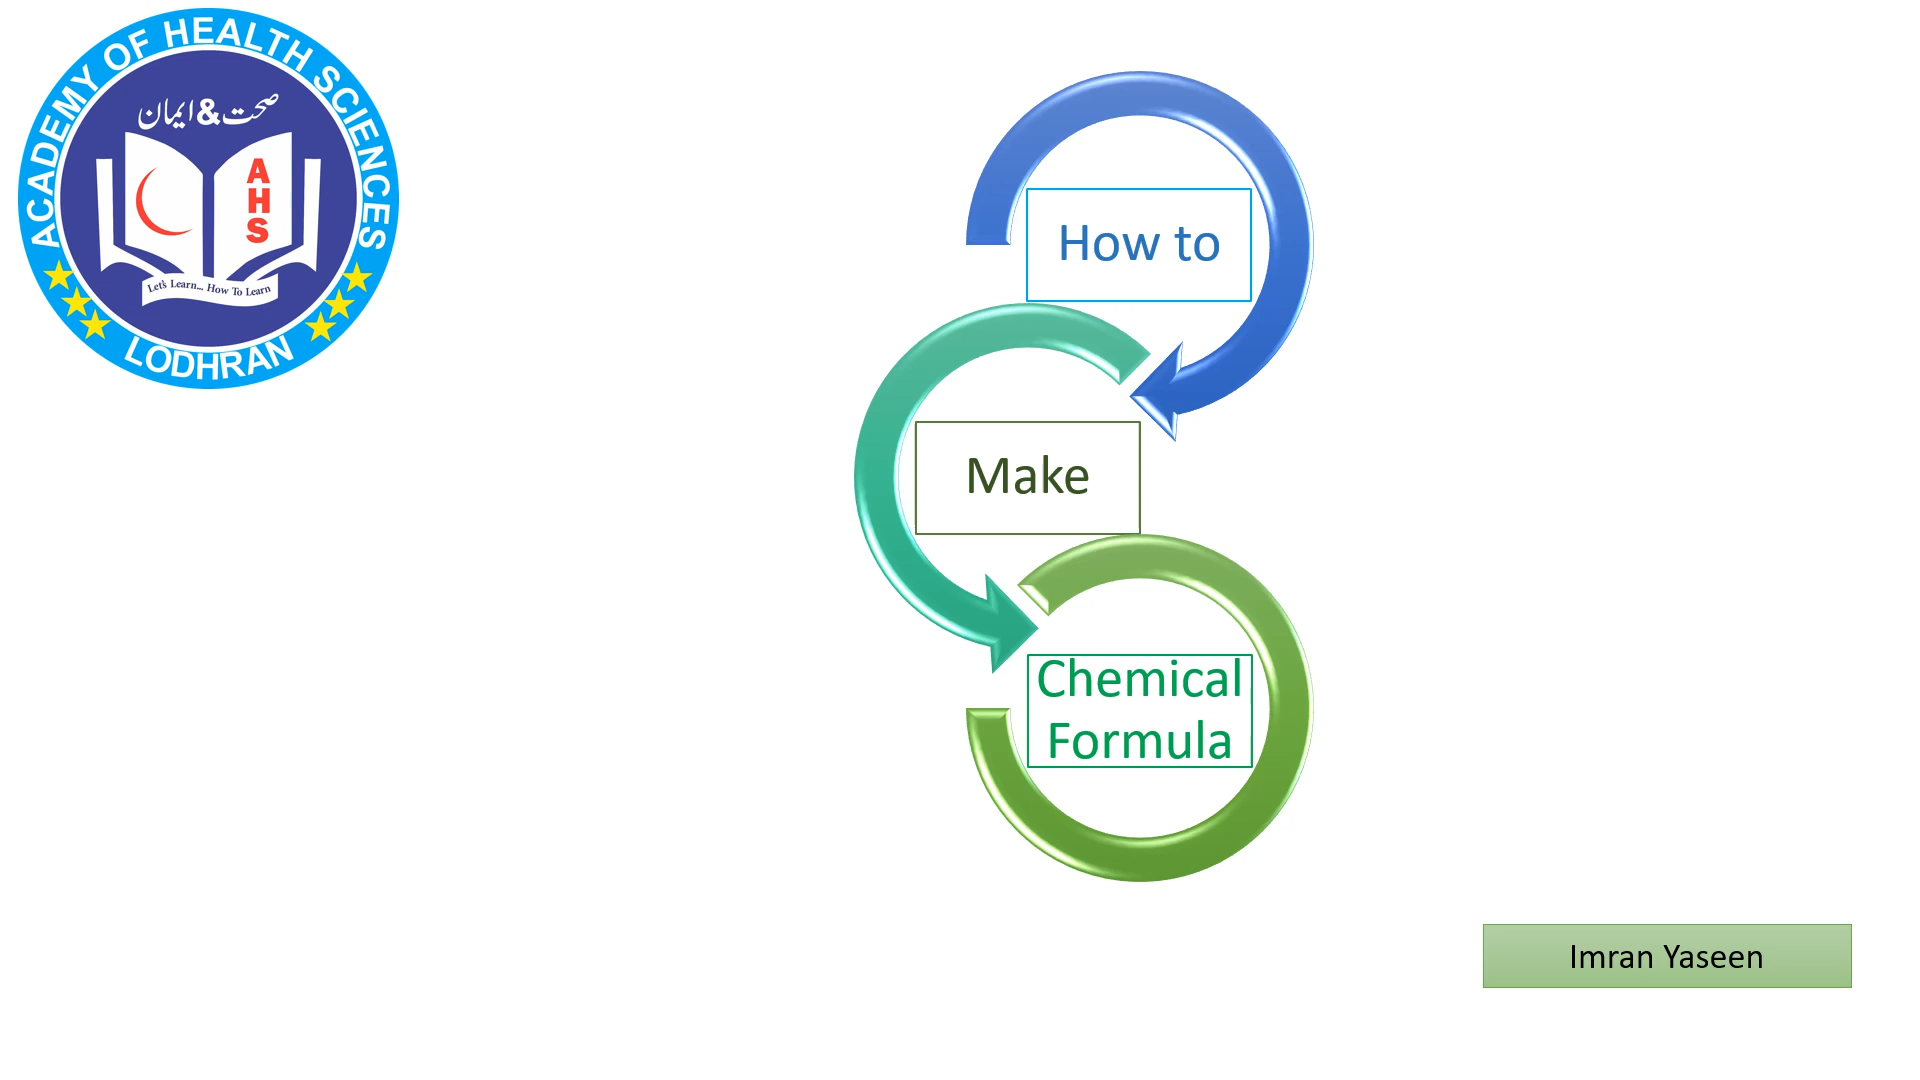 ACADEMY OF HEALTH SCIENCES
صحت & ایمان
A
H
S
Let's Learn... How To Learn
LODHRAN
How to
Make
Chemical
Formula
Imran Yaseen